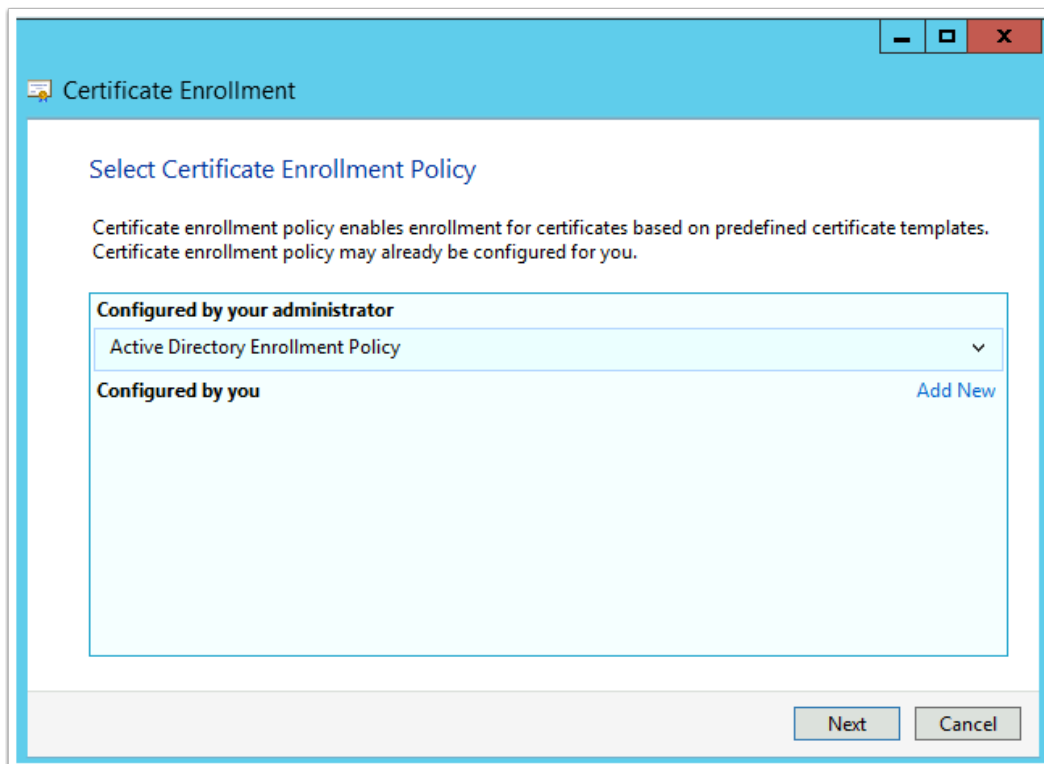 Certificate Enrollment
Select Certificate Enrollment Policy
Certificate enrollment policy enables enrollment for certificates based on predefined certificate templates.
Certificate enrollment policy may already be configured for you.
Configured by your administrator
Active Directory Enrollment Policy
Configured by you Add New
Next Cancel